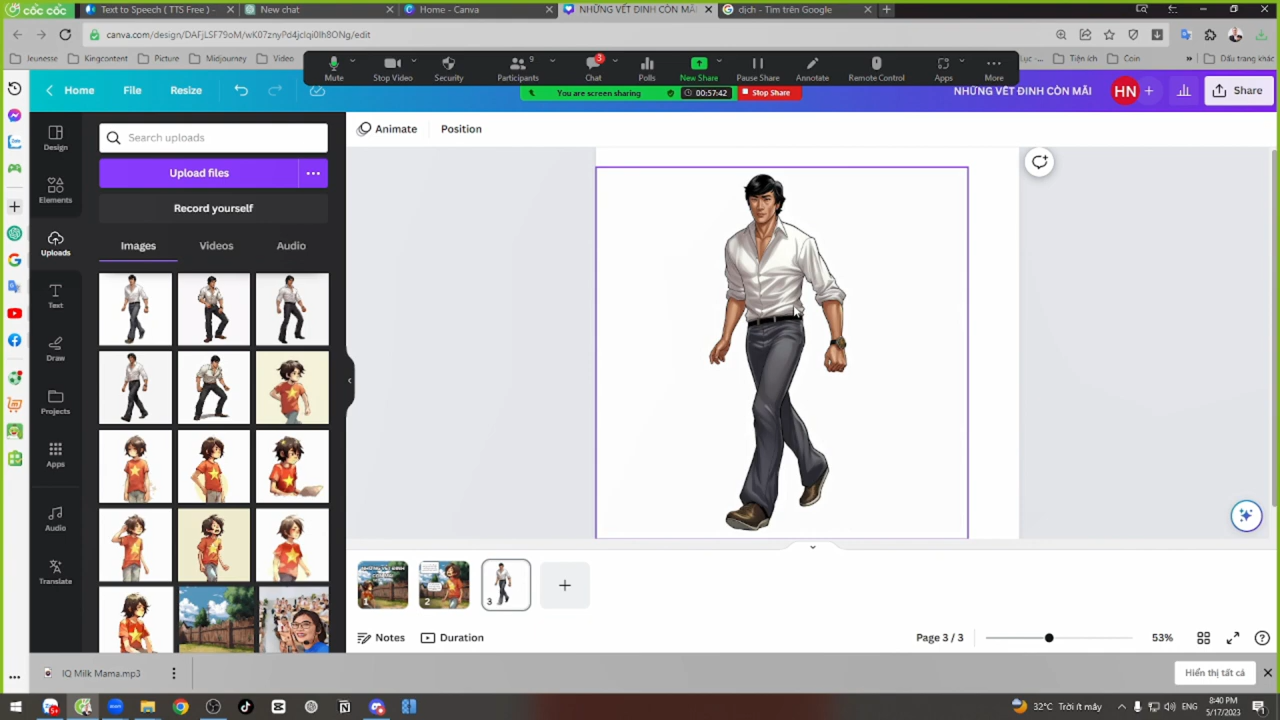 cốc cốc
Text to Speech ( TTS Free ) -
New chat
Home - Canva
NHỮNG VẾT ĐINH CÒN MÃI
dịch - Tìm trên Google
canva.com/design/DAFjLSF79oM/wK07znyPd4jclqi0Ih8ONg/edit
Jeunesse
Kingcontent
Picture
Midjourney
Video
Mute
Stop Video
Security
9
Participants
3
Chat
Polls
New Share
Pause Share
Annotate
Remote Control
Apps
More
Tiện ích
Coin
Dấu trang khác
You are screen sharing
00:57:42
Stop Share
Home
File
Resize
NHỮNG VẾT ĐINH CÒN MÃI
HN
Share
Design
Elements
Uploads
Text
Draw
Projects
Apps
Audio
Translate
Search uploads
Upload files
Record yourself
Images
Videos
Audio
Animate
Position
1
2
3
Notes
Duration
Page 3 / 3
53%
IQ Milk Mama.mp3
Hiển thị tất cả
32°C
Trời ít mây
ENG
8:40 PM
5/17/2023